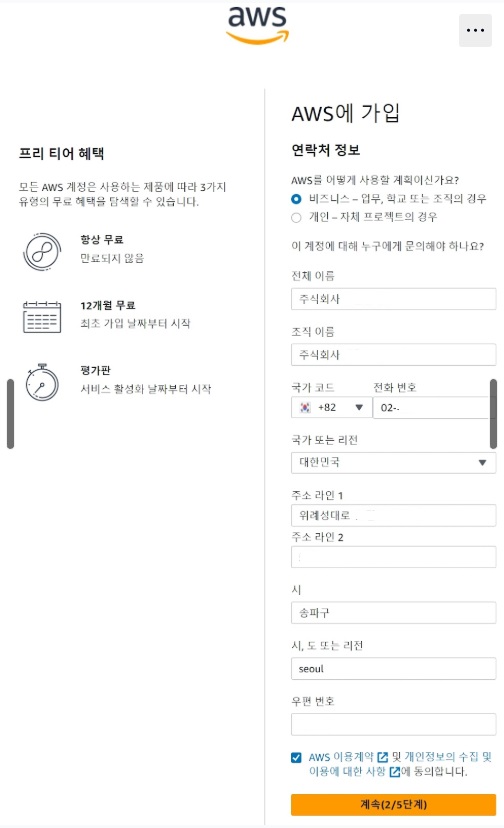 aws
...
프리 티어 혜택
모든 AWS 계정은 사용하는 제품에 따라 3가지
유형의 무료 혜택을 탐색할 수 있습니다.
항상 무료
만료되지 않음
12개월 무료
최초 가입 날짜부터 시작
평가판
서비스 활성화 날짜부터 시작
AWS에 가입
연락처 정보
AWS를 어떻게 사용할 계획이신가요?
비즈니스 – 업무, 학교 또는 조직의 경우
개인 – 자체 프로젝트의 경우
이 계정에 대해 누구에게 문의해야 하나요?
전체 이름
주식회사
조직 이름
주식회사
국가 코드 전화 번호
+82 02-.
국가 또는 리전
대한민국
주소 라인 1
위례성대로
주소 라인 2
시
송파구
시, 도 또는 리전
seoul
우편 번호
AWS 이용계약 및 개인정보의 수집 및
이용에 대한 사항 에 동의합니다.
계속(2/5단계)